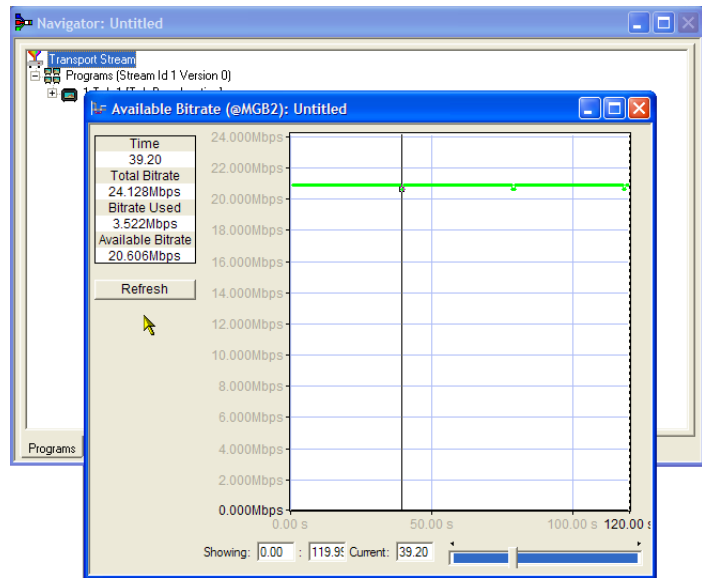 Navigator: Untitled
Transport Stream
Programs (Stream Id 1 Version 0)
Available Bitrate (@MGB2): Untitled
Time
39.20
Total Bitrate
24.128Mbps
Bitrate Used
3.522Mbps
Available Bitrate
20.606Mbps
Refresh
24.000Mbps
22.000Mbps
20.000Mbps
18.000Mbps
16.000Mbps
14.000Mbps
12.000Mbps
10.000Mbps
8.000Mbps
6.000Mbps
4.000Mbps
2.000Mbps
0.000Mbps
0.00 s 50.00 s 100.00 s 120.00 s
Showing: 0.00 : 119.99 Current: 39.20
Programs